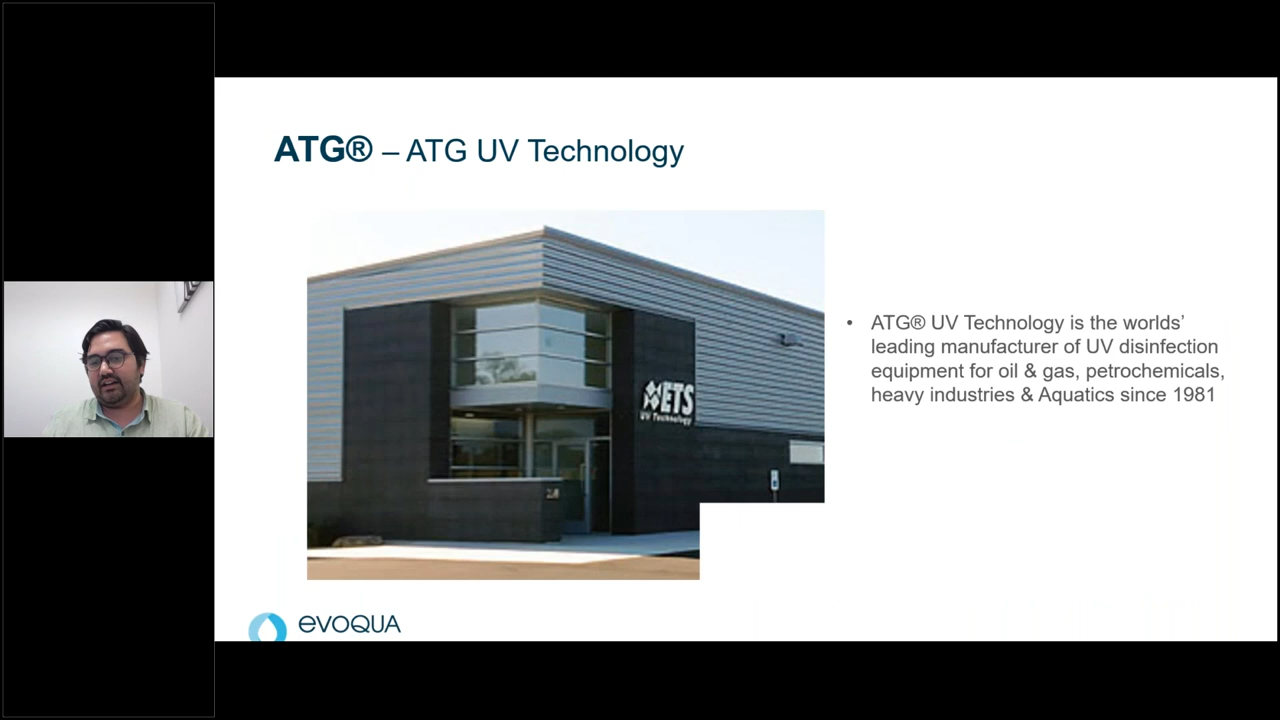 ATG® – ATG UV Technology
ETS
UV Technology
• ATG® UV Technology is the worlds’
leading manufacturer of UV disinfection
equipment for oil & gas, petrochemicals,
heavy industries & Aquatics since 1981
evoQUA